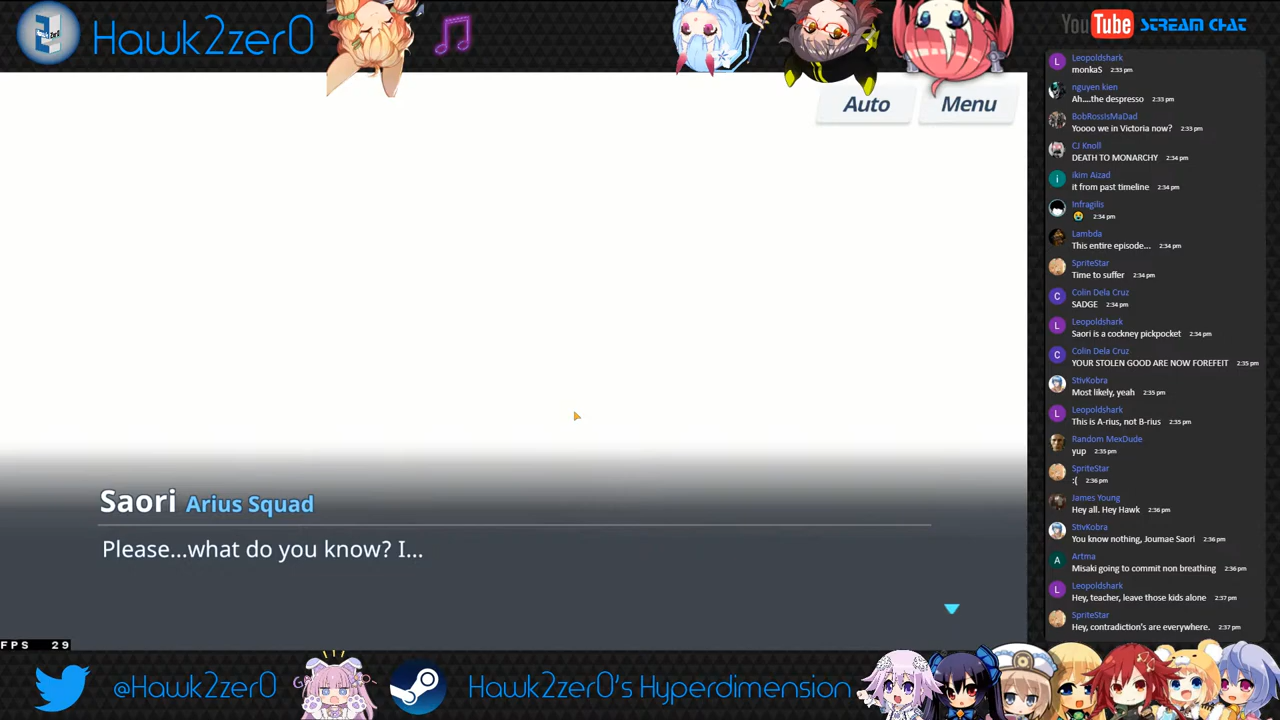 Hawk2zer0
YouTube STREAM CHAT
Auto
Menu
L Leopoldshark
monkaS 2:33 pm
nguyen kien
Ah....the despresso 2:33 pm
BobRossIsMaDad
Yoooo we in Victoria now? 2:33 pm
CJ Knoll
DEATH TO MONARCHY 2:34 pm
i ikim Aizad
it from past timeline 2:34 pm
Infragilis
😭 2:34 pm
Lambda
This entire episode... 2:34 pm
SpriteStar
Time to suffer 2:34 pm
C Colin Dela Cruz
SADGE 2:34 pm
L Leopoldshark
Saori is a cockney pickpocket 2:34 pm
C Colin Dela Cruz
YOUR STOLEN GOOD ARE NOW FOREFEIT 2:35 pm
StivKobra
Most likely, yeah 2:35 pm
L Leopoldshark
This is A-rius, not B-rius 2:35 pm
Random MexDude
yup 2:35 pm
SpriteStar
:( 2:36 pm
James Young
Hey all. Hey Hawk 2:36 pm
StivKobra
You know nothing, Joumae Saori 2:36 pm
A Artma
Misaki going to commit non breathing 2:36 pm
L Leopoldshark
Hey, teacher, leave those kids alone 2:37 pm
SpriteStar
Hey, contradiction's are everywhere. 2:37 pm
Saori Arius Squad
Please...what do you know? I...
FPS 29
@Hawk2zer0
Hawk2zer0's Hyperdimension